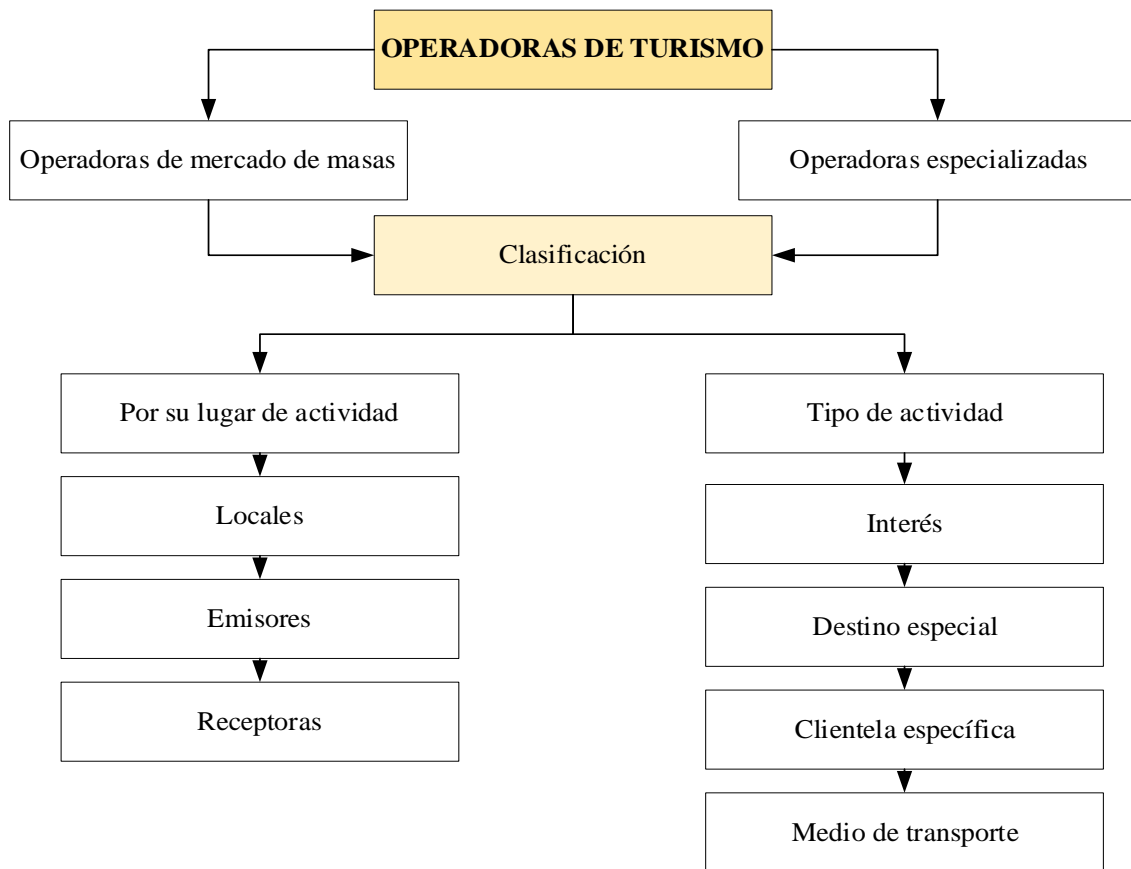 OPERADORAS DE TURISMO
Operadoras de mercado de masas
Operadoras especializadas
Clasificación
Por su lugar de actividad
Locales
Emisores
Receptoras
Tipo de actividad
Interés
Destino especial
Clientela específica
Medio de transporte